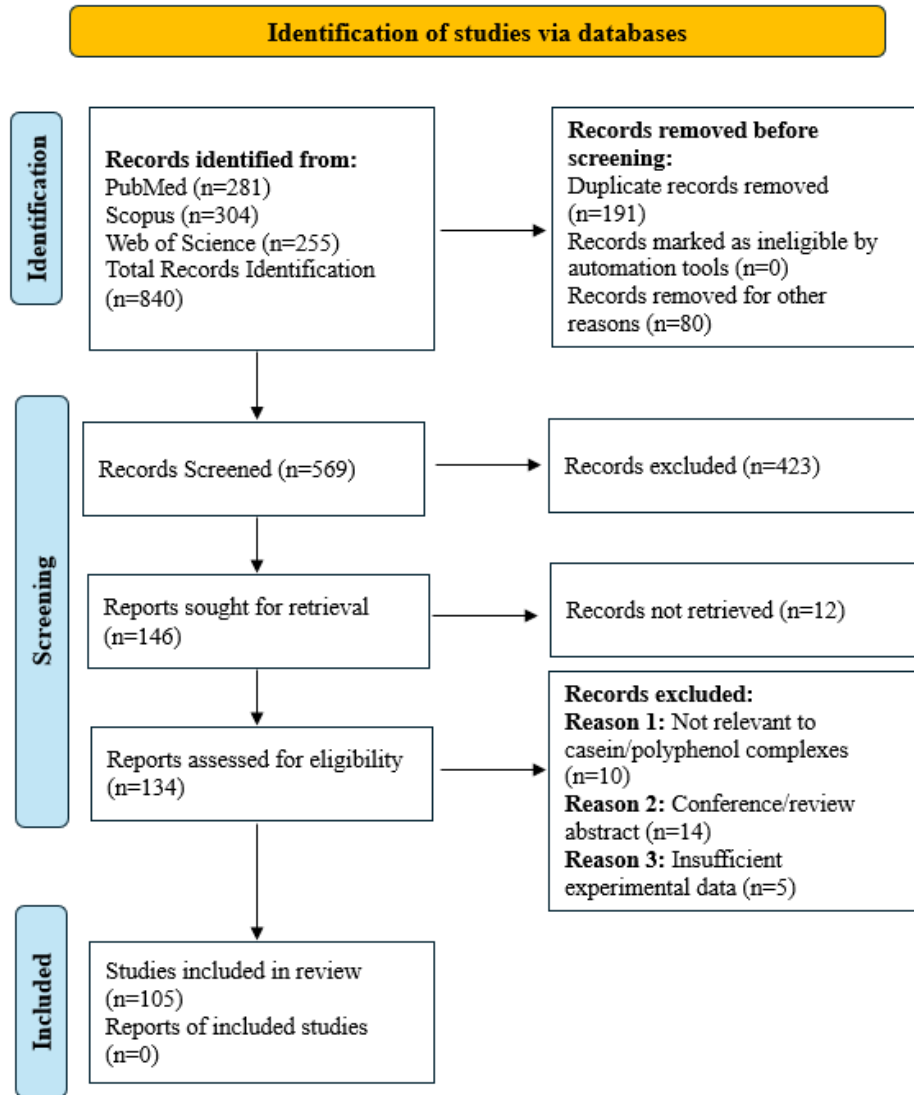 Identification of studies via databases
Identification
Records identified from:
PubMed (n=281)
Scopus (n=304)
Web of Science (n=255)
Total Records Identification
(n=840)
Records removed before
screening:
Duplicate records removed
(n=191)
Records marked as ineligible by
automation tools (n=0)
Records removed for other
reasons (n=80)
Screening
Records Screened (n=569)
Records excluded (n=423)
Reports sought for retrieval
(n=146)
Records not retrieved (n=12)
Reports assessed for eligibility
(n=134)
Records excluded:
Reason 1: Not relevant to
casein/polyphenol complexes
(n=10)
Reason 2: Conference/review
abstract (n=14)
Reason 3: Insufficient
experimental data (n=5)
Included
Studies included in review
(n=105)
Reports of included studies
(n=0)